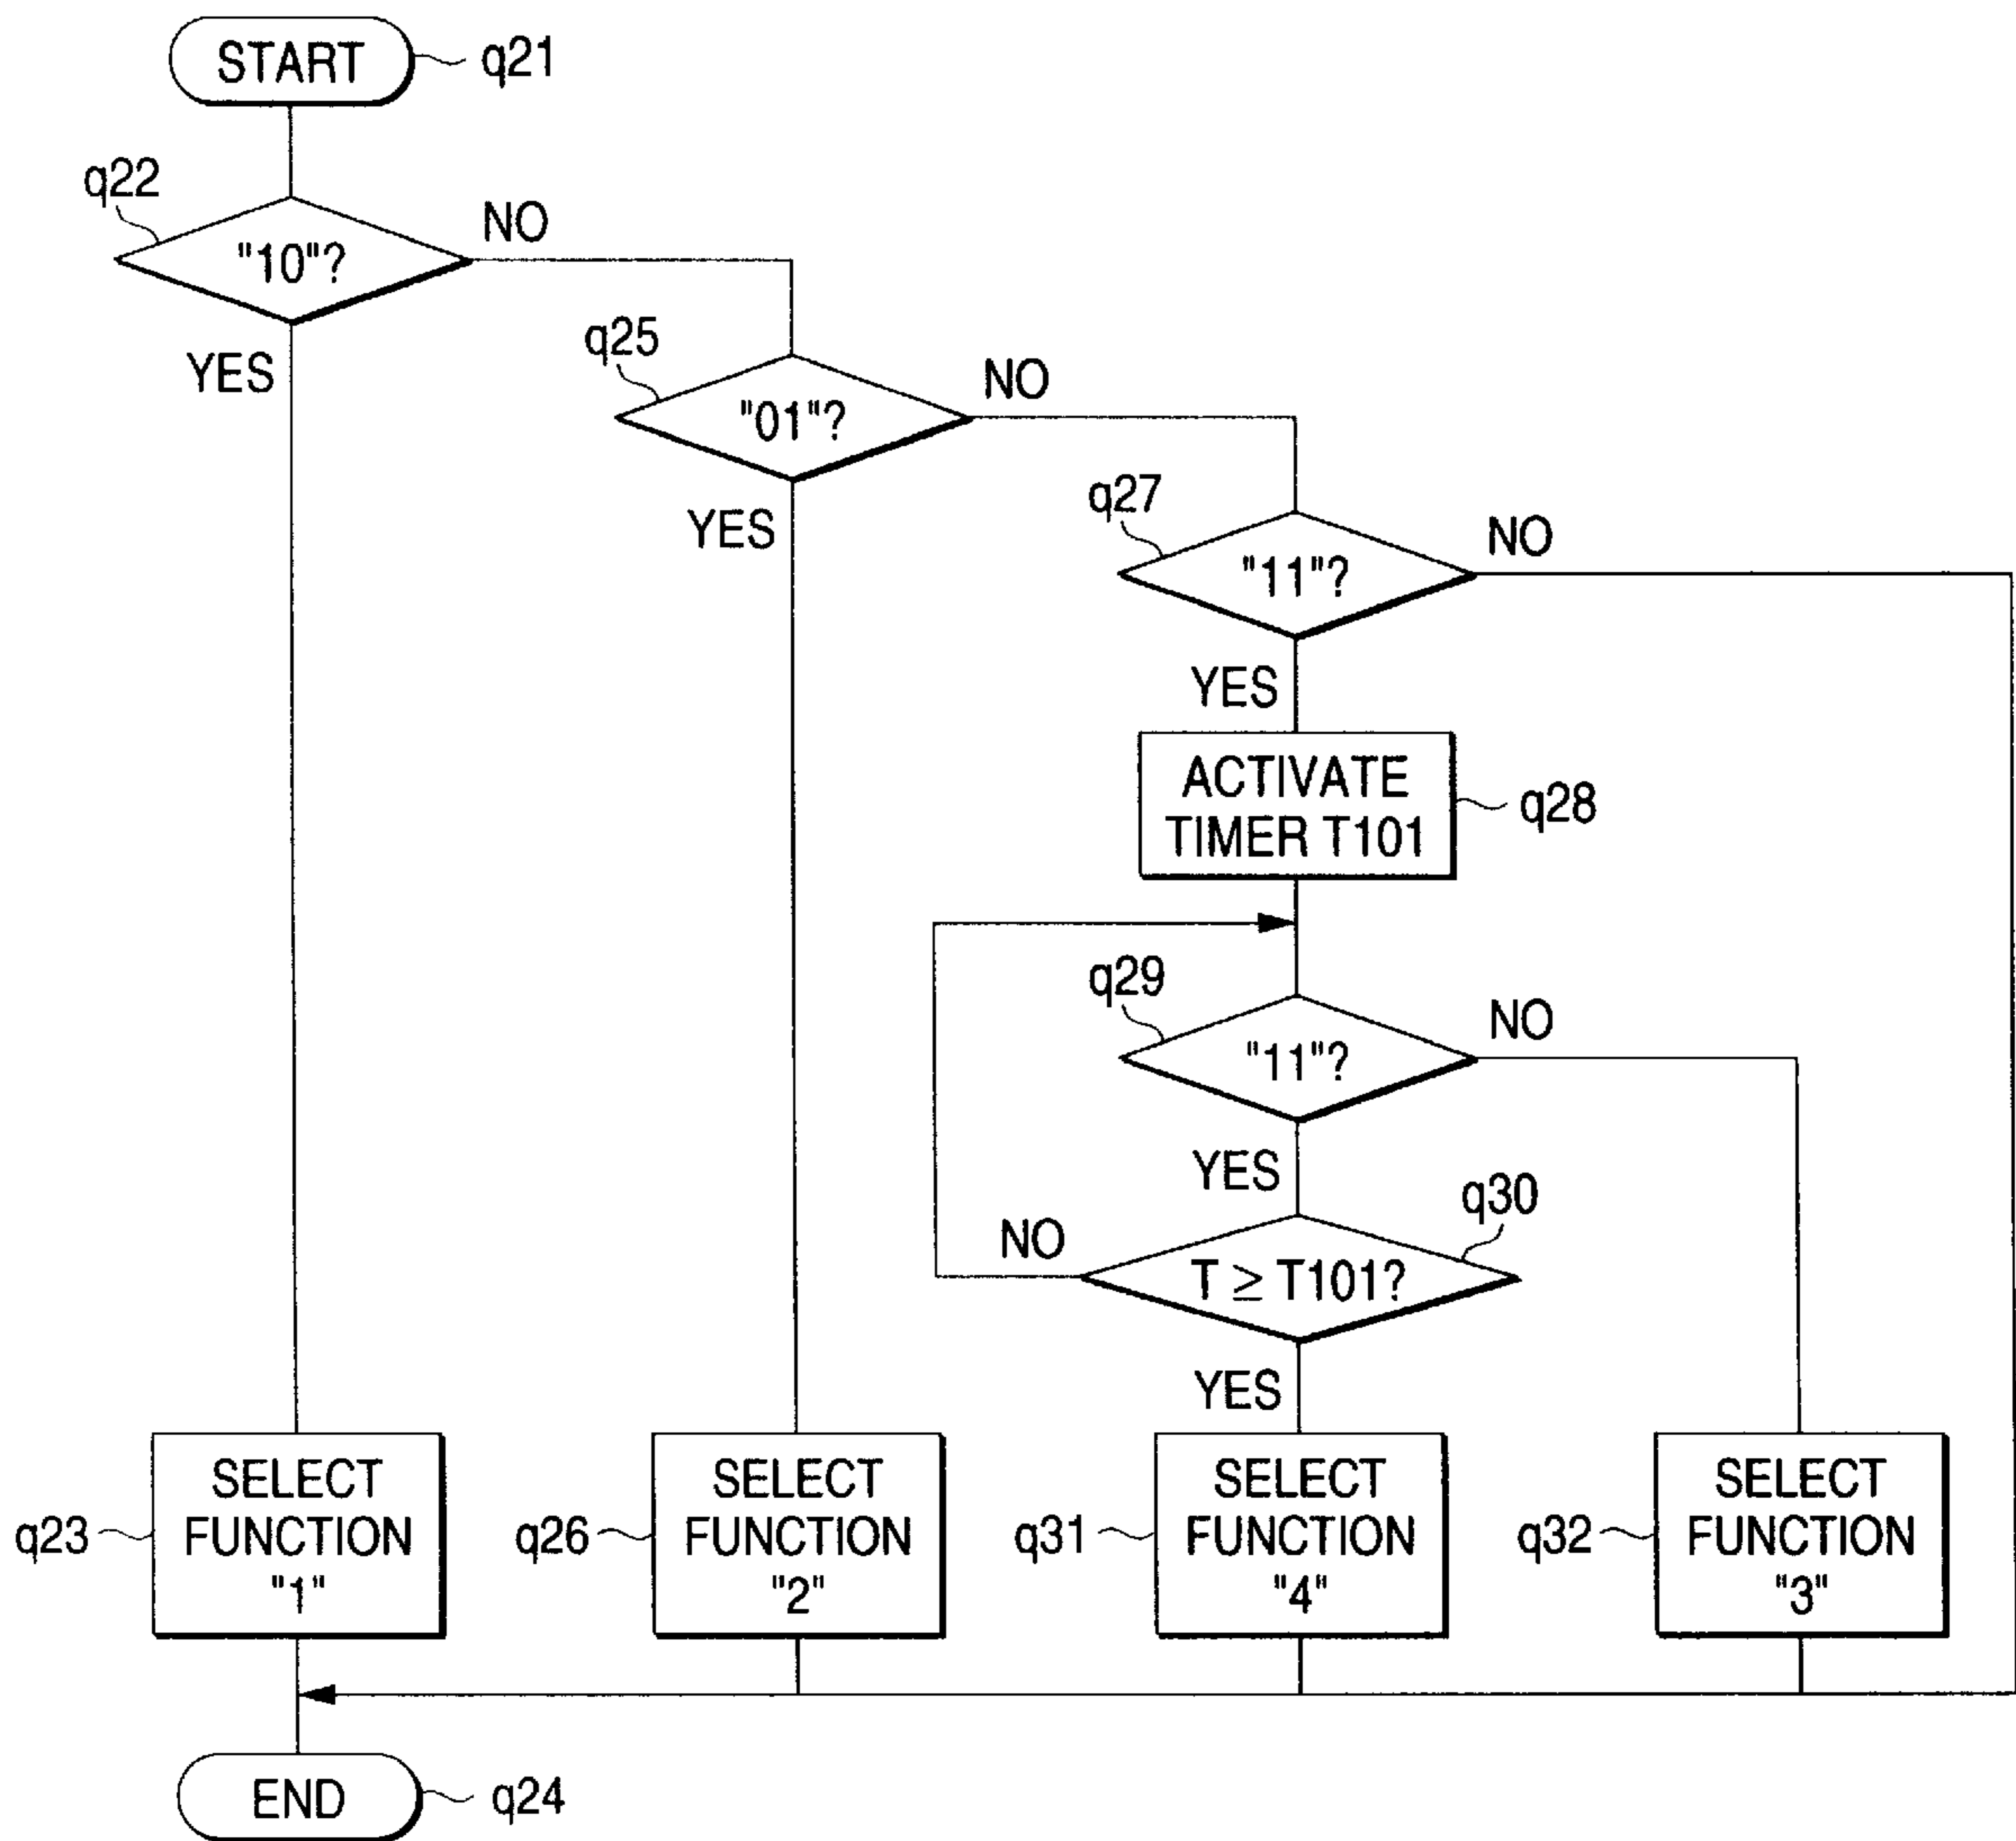 START
q21
q22
"10"?
NO
YES
q25
"01"?
NO
YES
q27
"11"?
NO
YES
ACTIVATE
TIMER T101
q28
q29
"11"?
NO
YES
q30
NO
T ≥ T101?
YES
q23
SELECT
FUNCTION
"1"
q26
SELECT
FUNCTION
"2"
q31
SELECT
FUNCTION
"4"
q32
SELECT
FUNCTION
"3"
END
q24